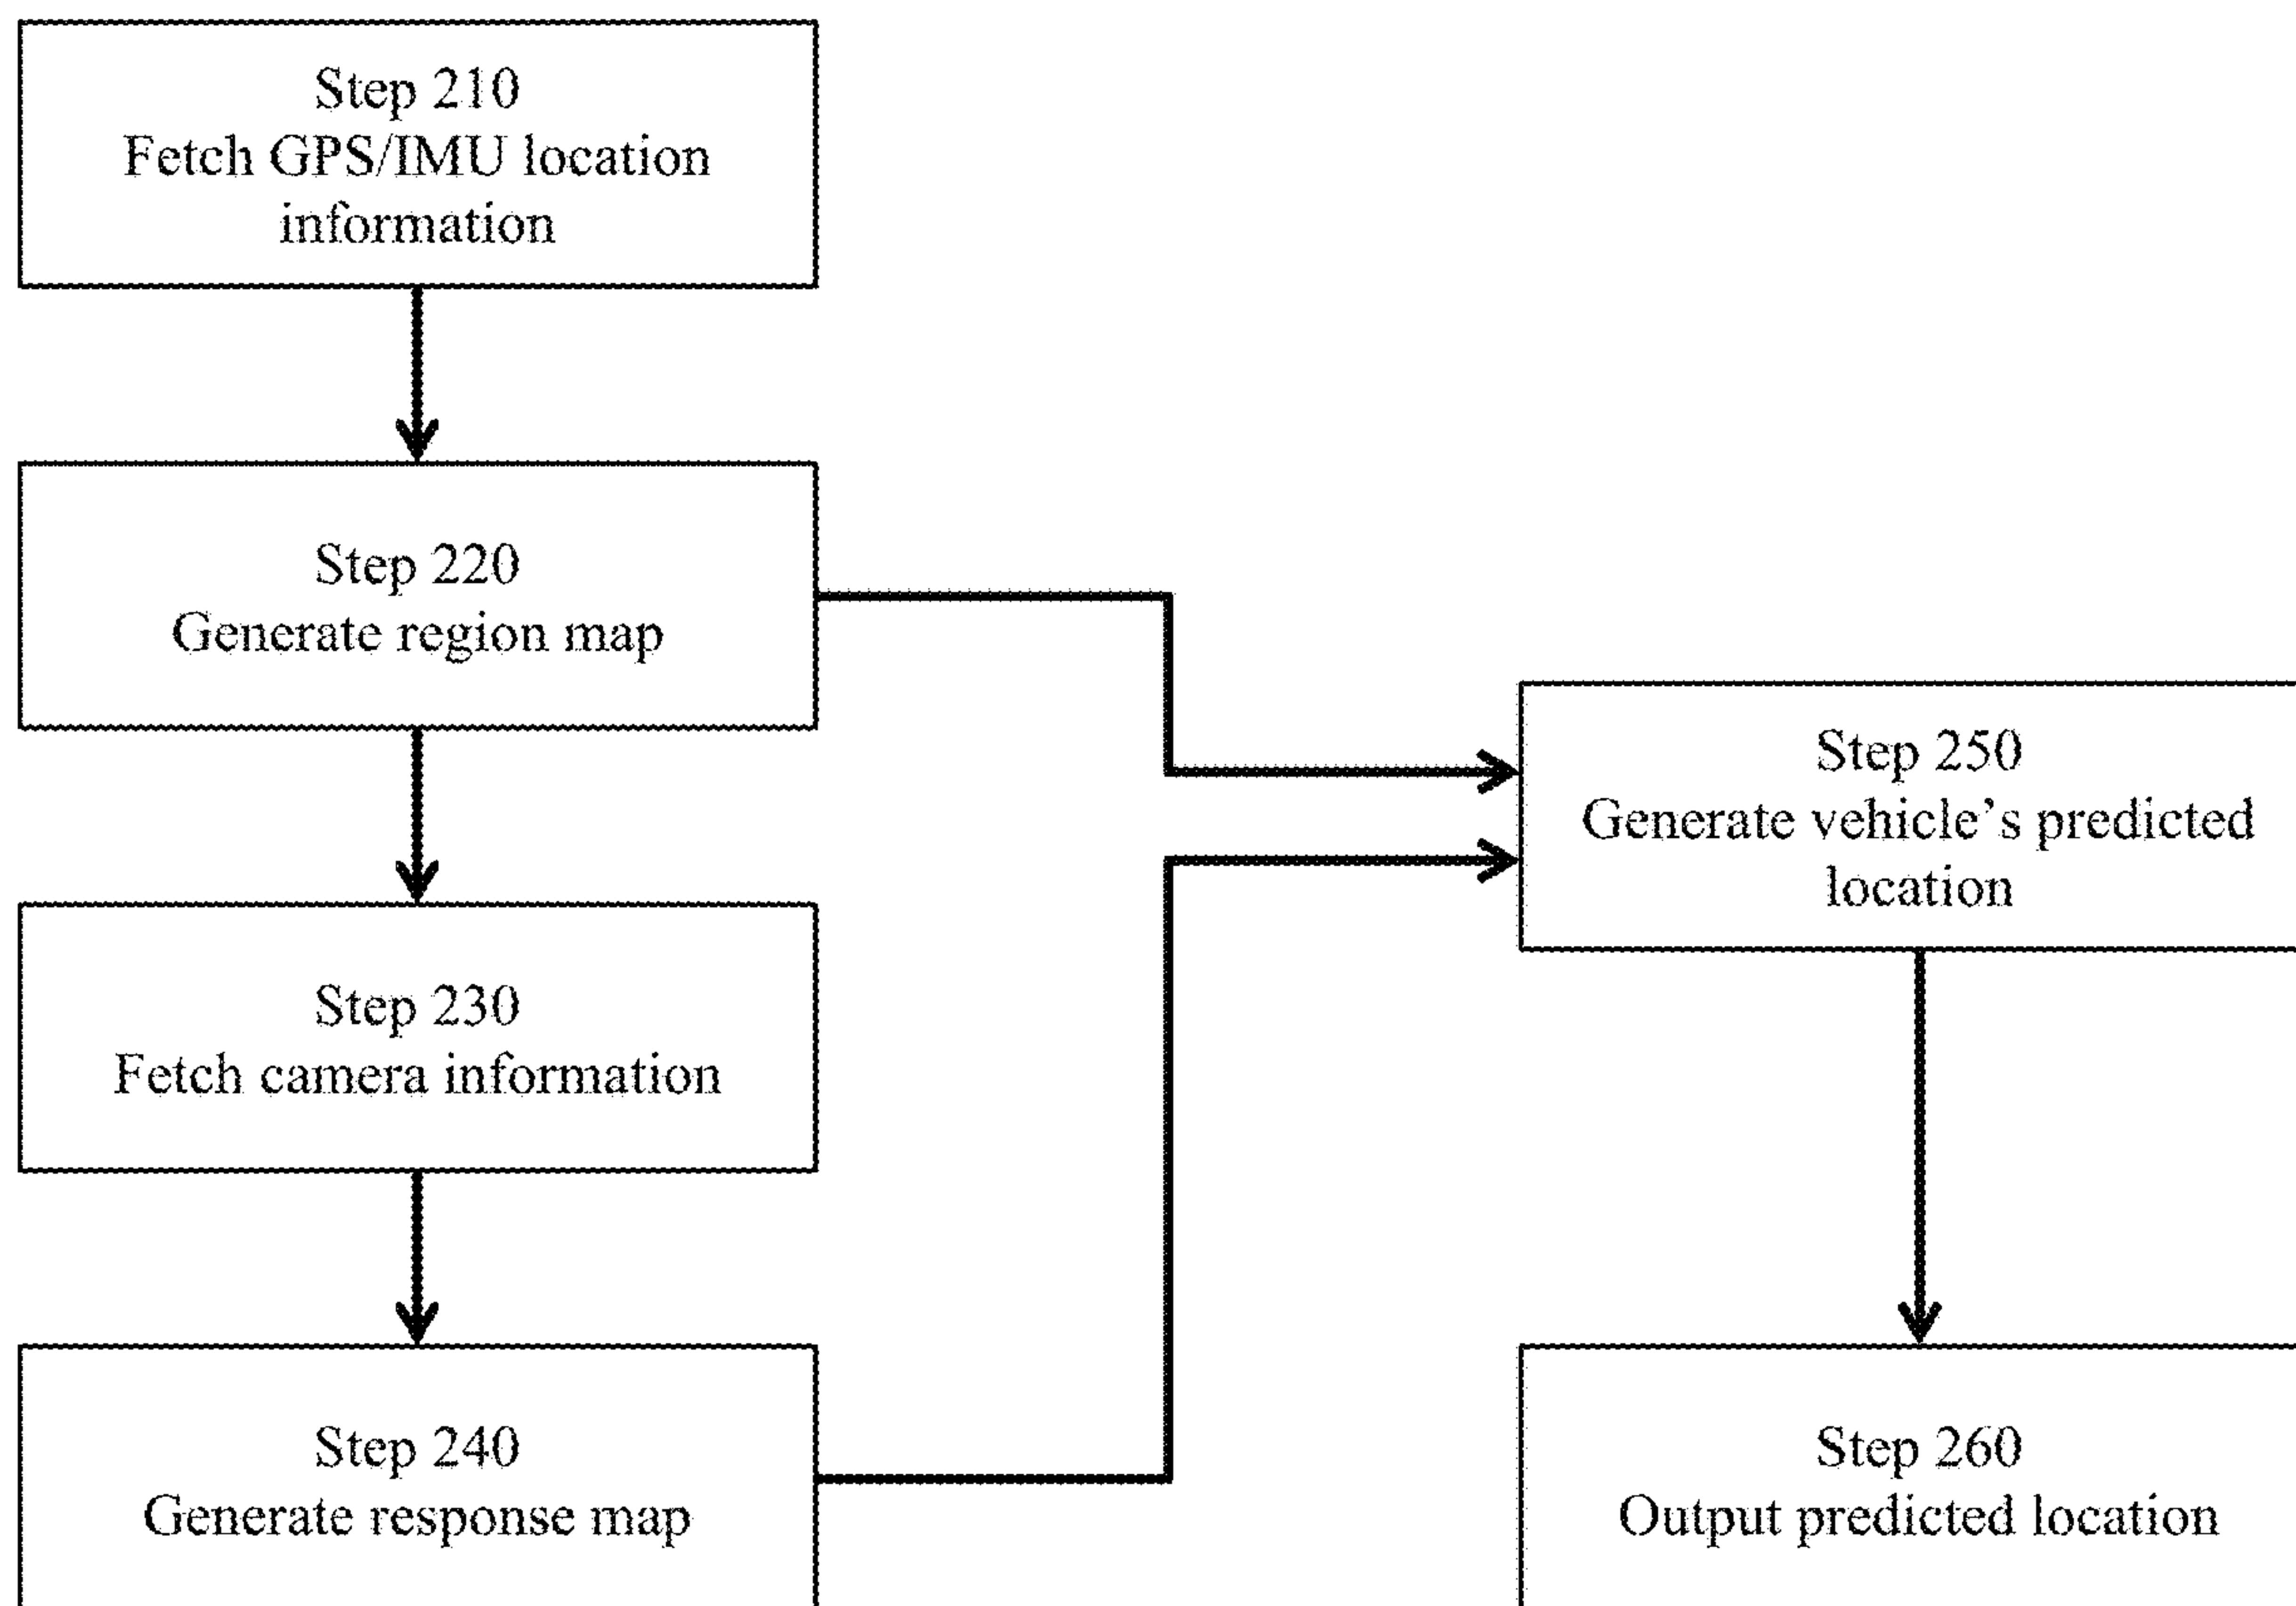 Step 210
Fetch GPS/IMU location
information
Step 220
Generate region map
Step 230
Fetch camera information
Step 240
Generate response map
Step 250
Generate vehicle’s predicted
location
Step 260
Output predicted location